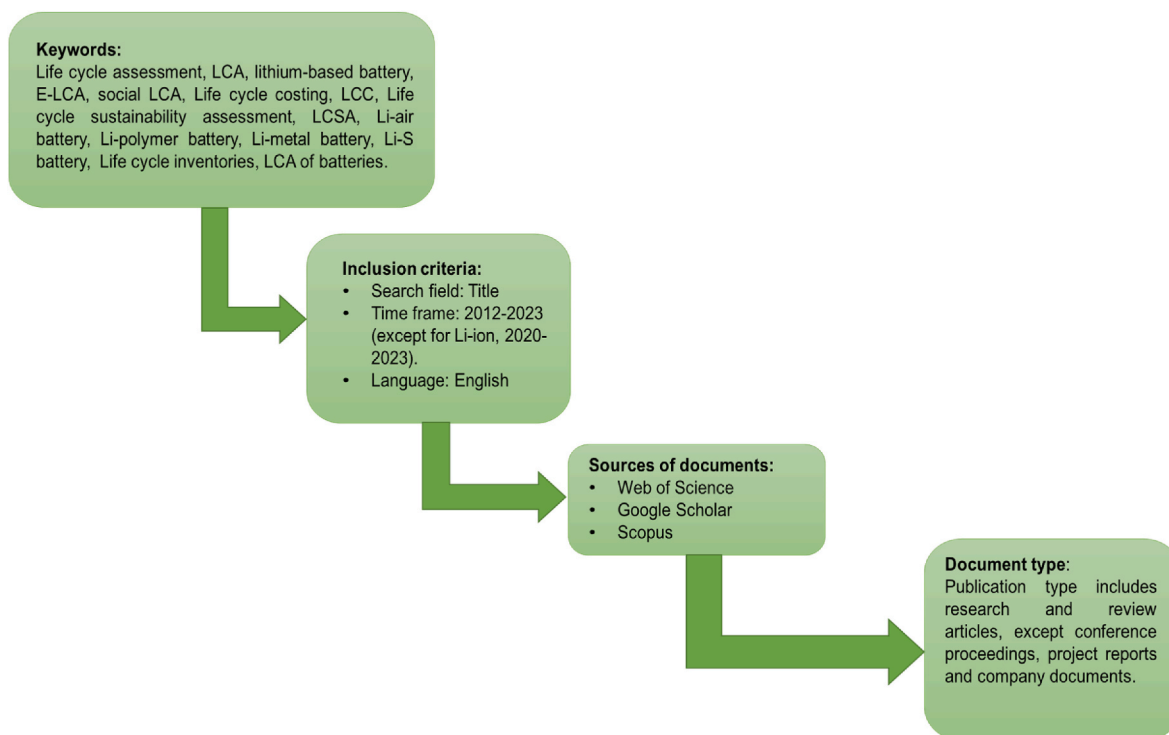 Keywords:
Life cycle assessment, LCA, lithium-based battery,
E-LCA, social LCA, Life cycle costing, LCC, Life
cycle sustainability assessment, LCSA, Li-air
battery, Li-polymer battery, Li-metal battery, Li-S
battery, Life cycle inventories, LCA of batteries.
Inclusion criteria:
• Search field: Title
• Time frame: 2012-2023
(except for Li-ion, 2020-
2023).
• Language: English
Sources of documents:
• Web of Science
• Google Scholar
• Scopus
Document type:
Publication type includes
research and review
articles, except conference
proceedings, project reports
and company documents.